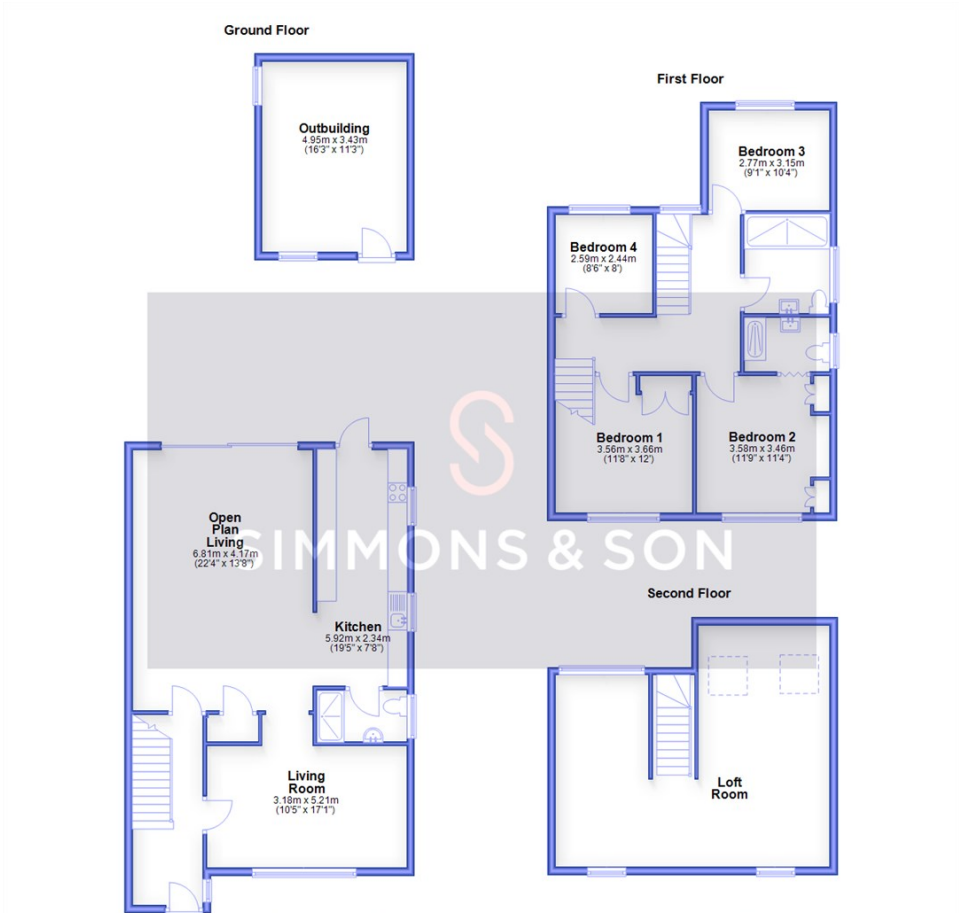 Ground Floor
Outbuilding
4.95m x 3.43m
(16'3" x 11'3")
First Floor
Bedroom 3
2.77m x 3.15m
(9'1" x 10'4")
Bedroom 4
2.59m x 2.44m
(8'6" x 8')
Bedroom 1
3.56m x 3.66m
(11'8" x 12')
Bedroom 2
3.58m x 3.46m
(11'9" x 11'4")
Open
Plan
Living
6.81m x 4.17m
(22'4" x 13'8")
SIMMONS & SON
Kitchen
5.92m x 2.34m
(19'5" x 7'8")
Living
Room
3.18m x 5.21m
(10'5" x 17'1")
Second Floor
Loft
Room